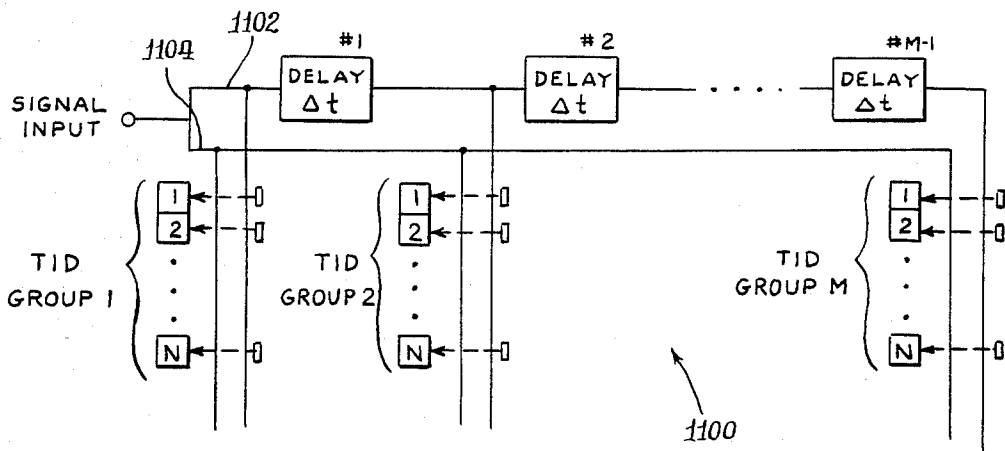 1102
1104
#1
#2
#M-1
DELAY
Δt
DELAY
Δt
. . . . .
DELAY
Δt
SIGNAL
INPUT
TID
GROUP 1
1
2
N
TID
GROUP 2
1
2
N
TID
GROUP M
1
2
N
1100